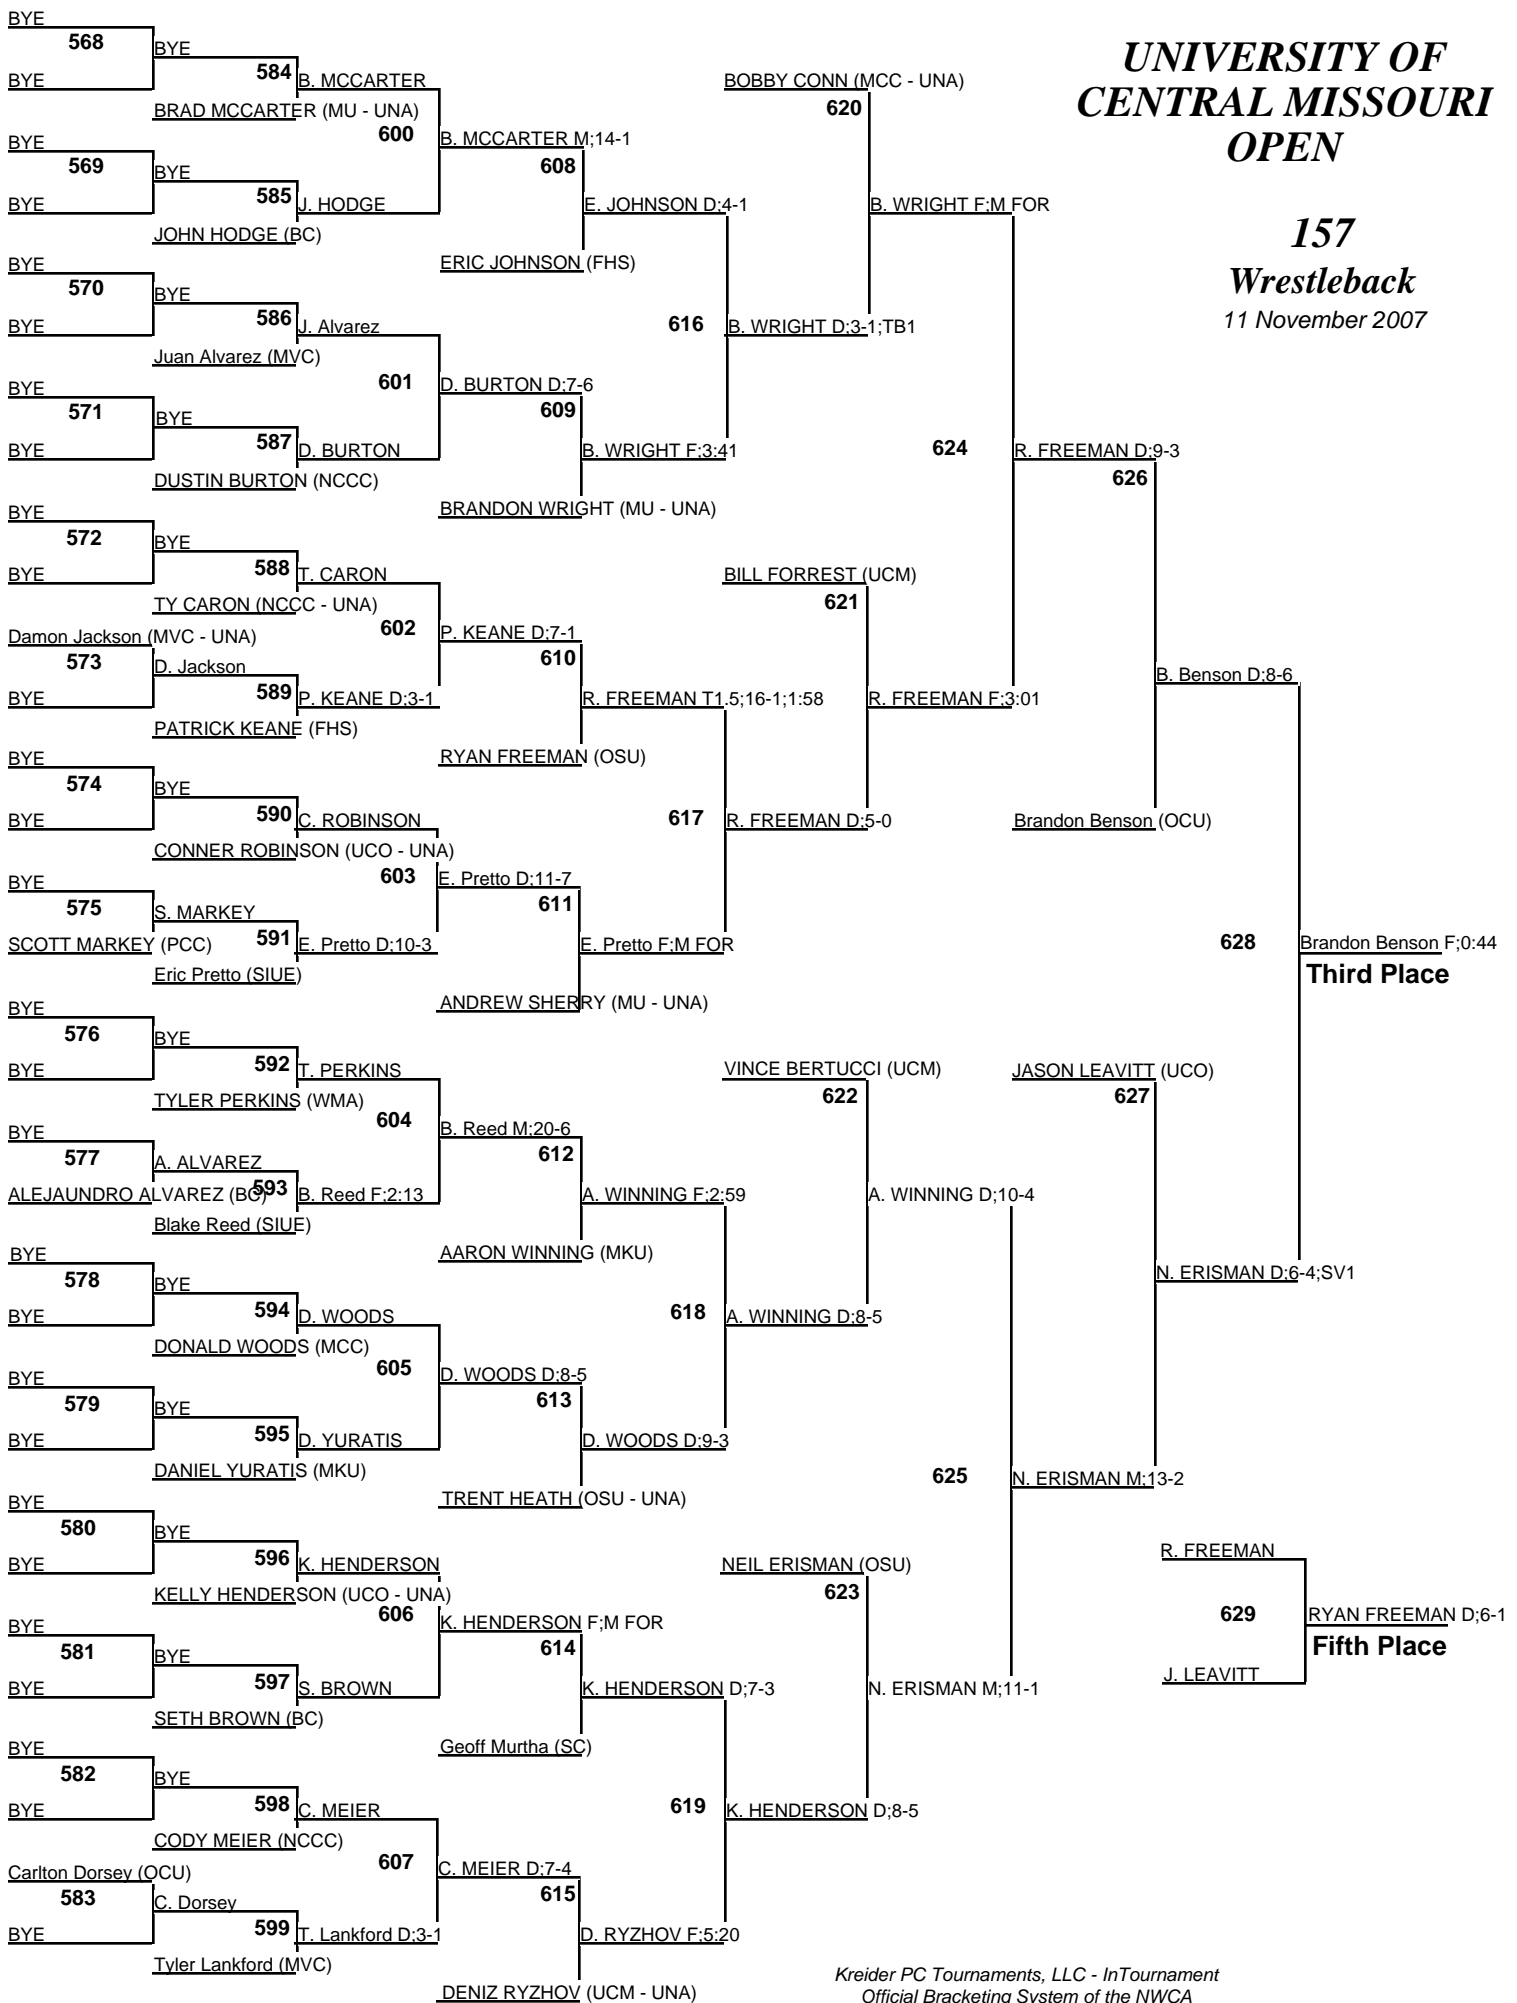 UNIVERSITY OF
CENTRAL MISSOURI
OPEN
157
Wrestleback
11 November 2007
BYE
568
BYE
BYE
584
B. MCCARTER
BRAD MCCARTER (MU - UNA)
600
B. MCCARTER M;14-1
608
BYE
569
BYE
BYE
585
J. HODGE
JOHN HODGE (BC)
E. JOHNSON D;4-1
ERIC JOHNSON (FHS)
BOBBY CONN (MCC - UNA)
620
B. WRIGHT F;M FOR
BYE
570
BYE
BYE
586
J. Alvarez
Juan Alvarez (MVC)
616
B. WRIGHT D;3-1;TB1
601
D. BURTON D;7-6
609
BYE
571
BYE
BYE
587
D. BURTON
DUSTIN BURTON (NCCC)
B. WRIGHT F;3:41
BRANDON WRIGHT (MU - UNA)
624
R. FREEMAN D;9-3
626
BYE
572
BYE
BYE
588
T. CARON
TY CARON (NCCC - UNA)
602
P. KEANE D;7-1
610
Damon Jackson (MVC - UNA)
573
BYE
D. Jackson
589
P. KEANE D;3-1
PATRICK KEANE (FHS)
R. FREEMAN T1.5;16-1;1:58
RYAN FREEMAN (OSU)
BILL FORREST (UCM)
621
R. FREEMAN F;3:01
B. Benson D;8-6
BYE
574
BYE
BYE
590
C. ROBINSON
CONNER ROBINSON (UCO - UNA)
617
R. FREEMAN D;5-0
Brandon Benson (OCU)
603
E. Pretto D;11-7
611
BYE
575
SCOTT MARKEY (PCC)
S. MARKEY
591
E. Pretto D;10-3
Eric Pretto (SIUE)
E. Pretto F;M FOR
ANDREW SHERRY (MU - UNA)
628
Brandon Benson F;0:44
Third Place
BYE
576
BYE
BYE
592
T. PERKINS
TYLER PERKINS (WMA)
604
B. Reed M;20-6
612
VINCE BERTUCCI (UCM)
622
JASON LEAVITT (UCO)
627
BYE
577
ALEJAUNDRO ALVAREZ (BC)
A. ALVAREZ
593
B. Reed F;2:13
Blake Reed (SIUE)
A. WINNING F;2:59
AARON WINNING (MKU)
A. WINNING D;10-4
BYE
578
BYE
BYE
594
D. WOODS
DONALD WOODS (MCC)
618
A. WINNING D;8-5
N. ERISMAN D;6-4;SV1
605
D. WOODS D;8-5
613
BYE
579
BYE
BYE
595
D. YURATIS
DANIEL YURATIS (MKU)
D. WOODS D;9-3
TRENT HEATH (OSU - UNA)
625
N. ERISMAN M;13-2
BYE
580
BYE
BYE
596
K. HENDERSON
KELLY HENDERSON (UCO - UNA)
606
K. HENDERSON F;M FOR
614
NEIL ERISMAN (OSU)
623
R. FREEMAN
629
RYAN FREEMAN D;6-1
Fifth Place
J. LEAVITT
BYE
581
BYE
BYE
597
S. BROWN
SETH BROWN (BC)
K. HENDERSON D;7-3
Geoff Murtha (SC)
N. ERISMAN M;11-1
BYE
582
BYE
BYE
598
C. MEIER
CODY MEIER (NCCC)
619
K. HENDERSON D;8-5
607
C. MEIER D;7-4
615
Carlton Dorsey (OCU)
583
BYE
C. Dorsey
599
T. Lankford D;3-1
Tyler Lankford (MVC)
D. RYZHOV F;5:20
DENIZ RYZHOV (UCM - UNA)
Kreider PC Tournaments, LLC - InTournament
Official Bracketing System of the NWCA